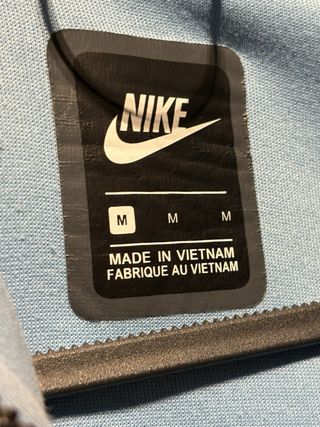 NIKE
M M M
MADE IN VIETNAM
FABRIQUE AU VIETNAM